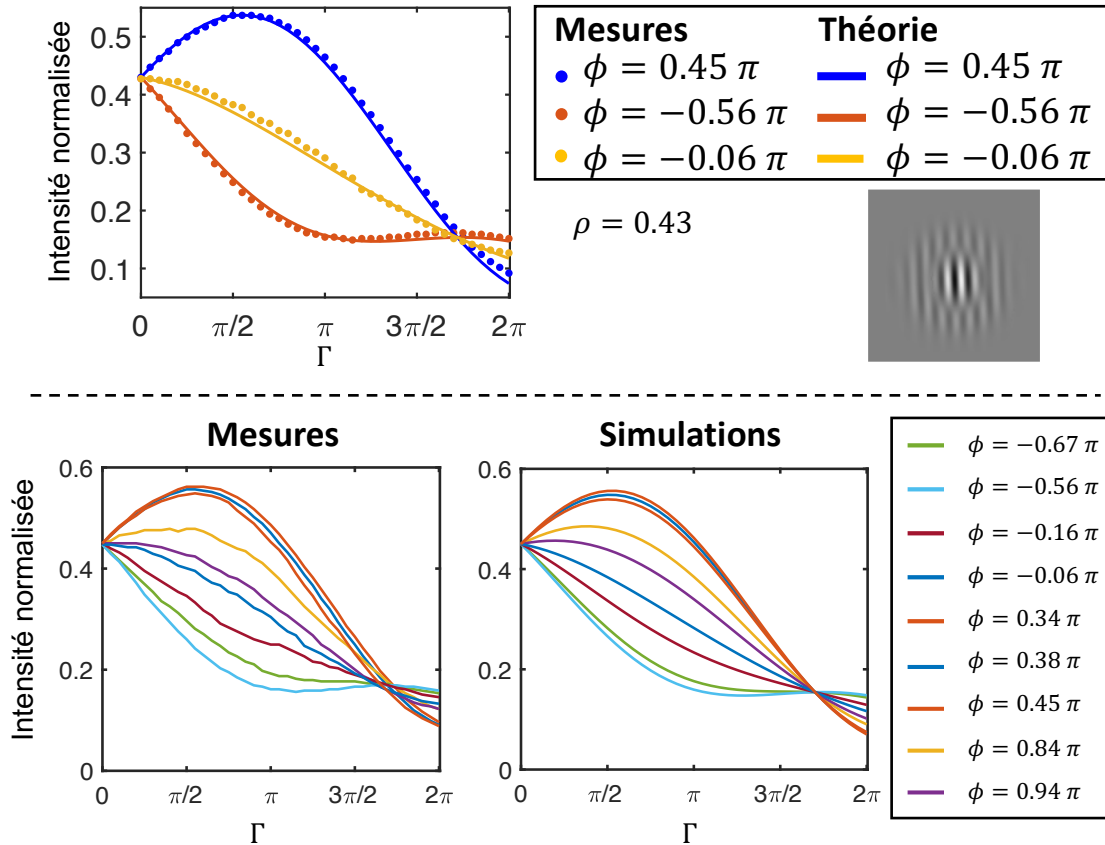 Mesures Théorie
ϕ = 0.45 π ϕ = 0.45 π
ϕ = −0.56 π ϕ = −0.56 π
ϕ = −0.06 π ϕ = −0.06 π
Intensité normalisée
0.5
0.4
0.3
0.2
0.1
0 π/2 π 3π/2 2π
Γ
ρ = 0.43
Mesures
Intensité normalisée
0.6
0.4
0.2
0
0 π/2 π 3π/2 2π
Γ
Simulations
0.6
0.4
0.2
0
0 π/2 π 3π/2 2π
Γ
ϕ = −0.67 π
ϕ = −0.56 π
ϕ = −0.16 π
ϕ = −0.06 π
ϕ = 0.34 π
ϕ = 0.38 π
ϕ = 0.45 π
ϕ = 0.84 π
ϕ = 0.94 π